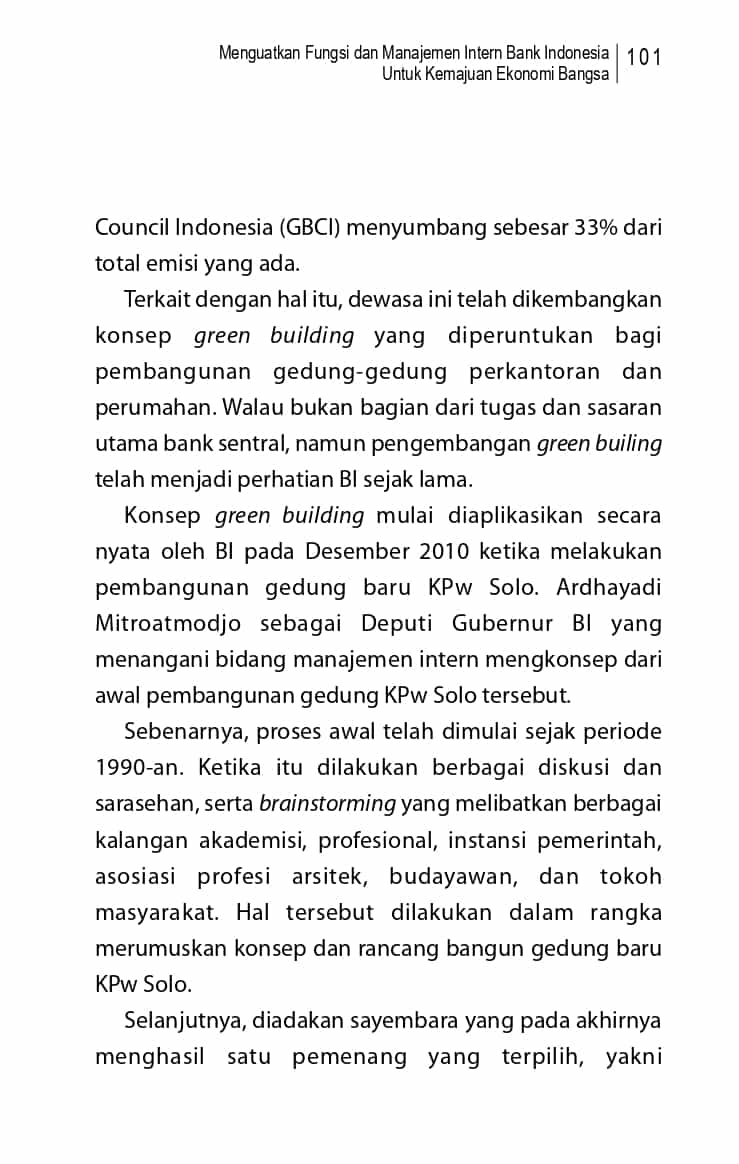 Menguatkan Fungsi dan Manajemen Intern Bank Indonesia
Untuk Kemajuan Ekonomi Bangsa
101
Council Indonesia (GBCI) menyumbang sebesar 33% dari
total emisi yang ada.
Terkait dengan hal itu, dewasa ini telah dikembangkan
konsep green building yang diperuntukan bagi
pembangunan gedung-gedung perkantoran dan
perumahan. Walau bukan bagian dari tugas dan sasaran
utama bank sentral, namun pengembangan green builing
telah menjadi perhatian BI sejak lama.
Konsep green building mulai diaplikasikan secara
nyata oleh BI pada Desember 2010 ketika melakukan
pembangunan gedung baru KPw Solo. Ardhayadi
Mitroatmodjo sebagai Deputi Gubernur BI yang
menangani bidang manajemen intern mengkonsep dari
awal pembangunan gedung KPw Solo tersebut.
Sebenarnya, proses awal telah dimulai sejak periode
1990-an. Ketika itu dilakukan berbagai diskusi dan
sarasehan, serta brainstorming yang melibatkan berbagai
kalangan akademisi, profesional, instansi pemerintah,
asosiasi profesi arsitek, budayawan, dan tokoh
masyarakat. Hal tersebut dilakukan dalam rangka
merumuskan konsep dan rancang bangun gedung baru
KPw Solo.
Selanjutnya, diadakan sayembara yang pada akhirnya
menghasil satu pemenang yang terpilih, yakni